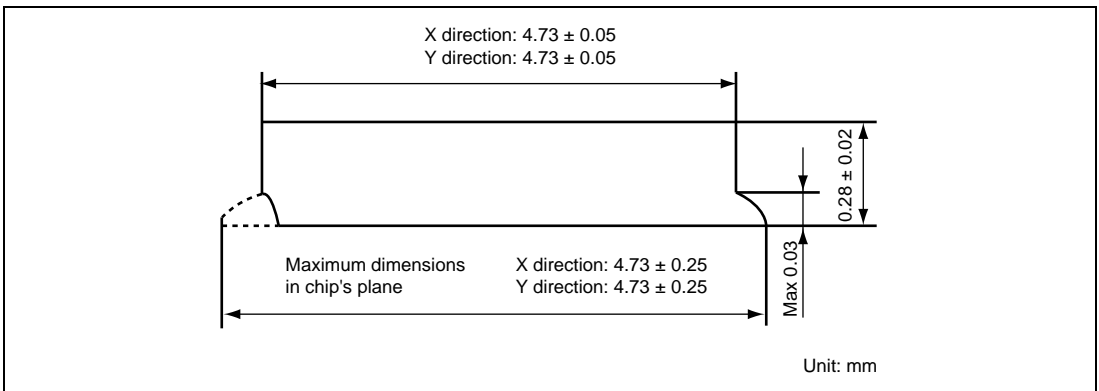 X direction: 4.73 ± 0.05
Y direction: 4.73 ± 0.05
0.28 ± 0.02
Max 0.03
Maximum dimensions
in chip's plane
X direction: 4.73 ± 0.25
Y direction: 4.73 ± 0.25
Unit: mm